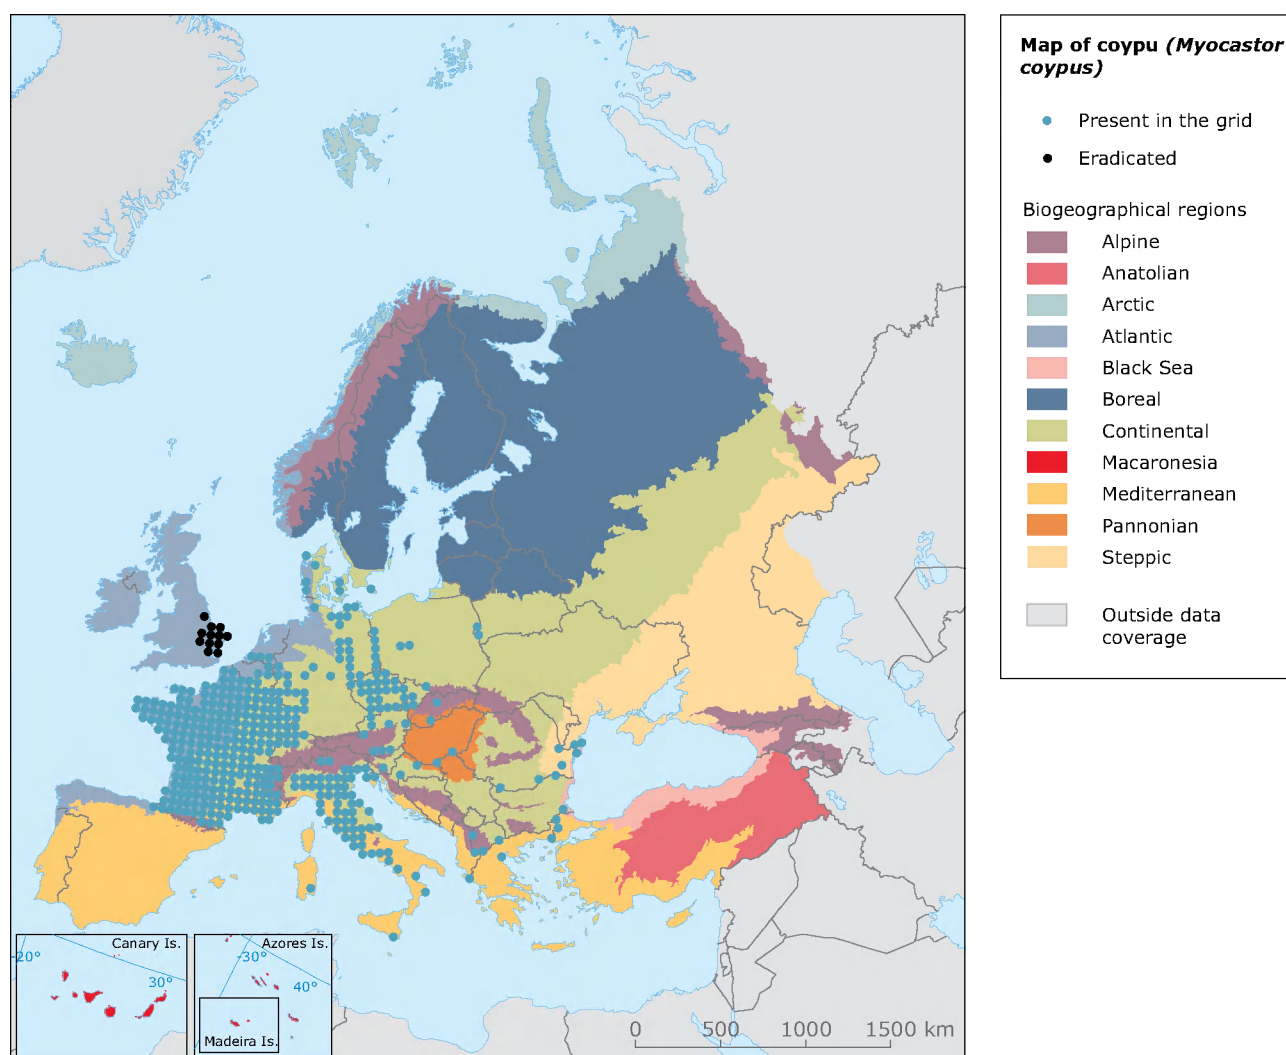 Map of coypu (Myocastor
coypus)
Present in the grid
Eradicated
Biogeographical regions
Alpine
Anatolian
Arctic
Atlantic
Black Sea
Boreal
Continental
Macaronesia
Mediterranean
Pannonian
Steppic
Outside data
coverage
Canary Is.
-20°
30°
Azores Is.
-30°
40°
Madeira Is.
0 500 1000 1500 km